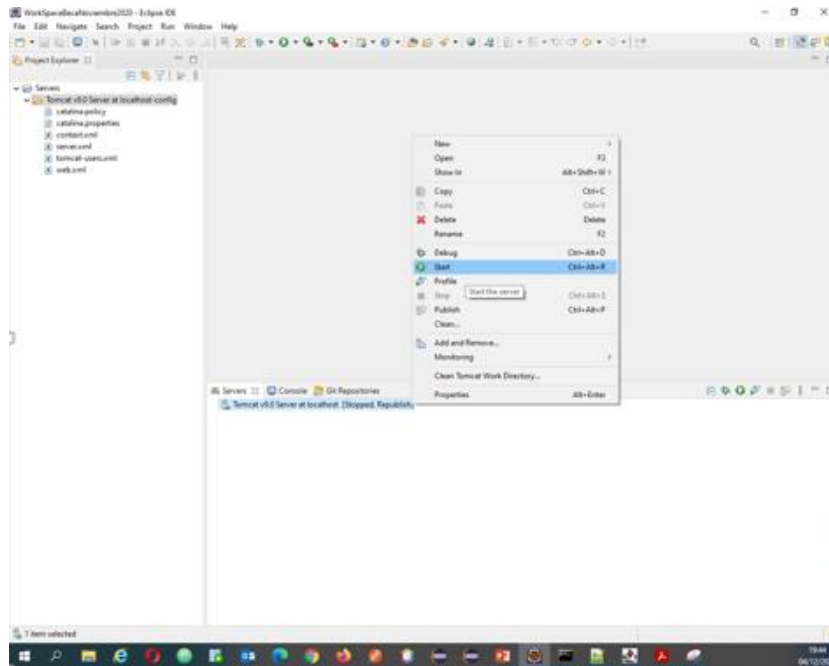 WorkSpaceBecaNoviembre2020 - Eclipse IDE
File Edit Navigate Search Project Run Window Help
Project Explorer
Servers
Tomcat v9.0 Server at localhost-config
catalina.policy
catalina.properties
context.xml
server.xml
tomcat-users.xml
web.xml
New
Open F3
Show In Alt+Shift+W
Copy Ctrl+C
Paste Ctrl+V
Delete Delete
Rename F2
Debug Ctrl+Alt+D
Start Ctrl+Alt+R
Profile
Start the server
Stop Ctrl+Alt+S
Publish Ctrl+Alt+P
Clean...
Add and Remove...
Monitoring
Clean Tomcat Work Directory...
Properties Alt+Enter
Servers Console Git Repositories
Tomcat v9.0 Server at localhost [Stopped, Republish]
1 item selected
19:44